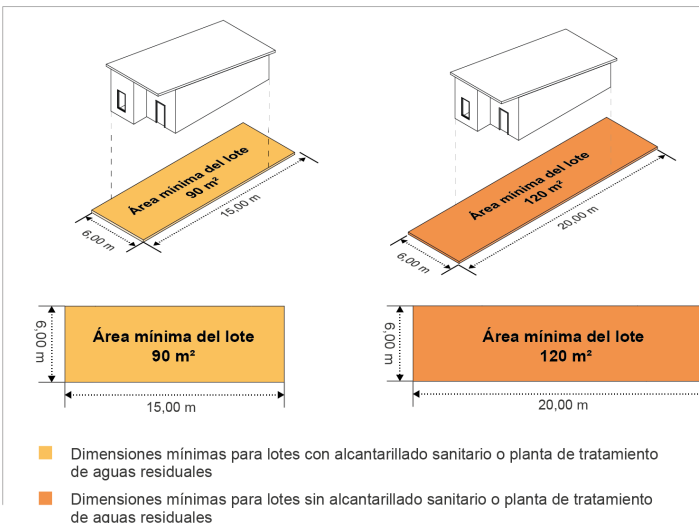 Área mínima del lote
90 m²
6,00 m
15,00 m
Área mínima del lote
120 m²
6,00 m
20,00 m
6,00 m
Área mínima del lote
90 m²
15,00 m
6,00 m
Área mínima del lote
120 m²
20,00 m
Dimensiones mínimas para lotes con alcantarillado sanitario o planta de tratamiento
de aguas residuales
Dimensiones mínimas para lotes sin alcantarillado sanitario o planta de tratamiento
de aguas residuales